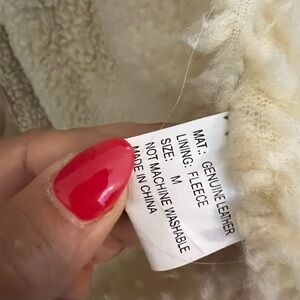 MAT.: GENUINE LEATHER
LINING: FLEECE
SIZE: M
NOT MACHINE WASHABLE
MADE IN CHINA